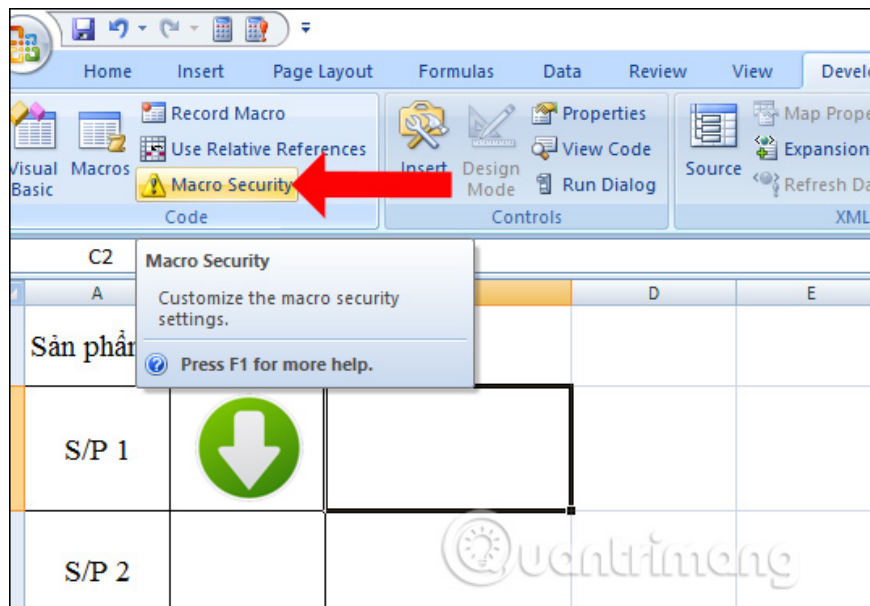 Home Insert Page Layout Formulas Data Review View Devel
Record Macro
Use Relative References
Macro Security
Visual Basic
Macros
Code
Insert
Design Mode
Properties
View Code
Run Dialog
Controls
Source
Map Prope
Expansion
Refresh Da
XML
C2
Macro Security
Customize the macro security
settings.
Press F1 for more help.
A D E
Sản phẩm
S/P 1
S/P 2
Quantrimang